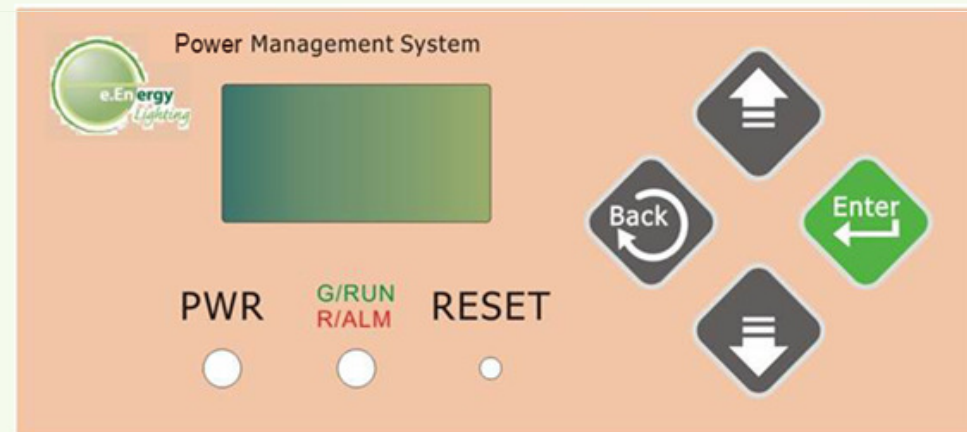 Power Management System
e.Energy
Lighting
Back
Enter
PWR
G/RUN
R/ALM
RESET